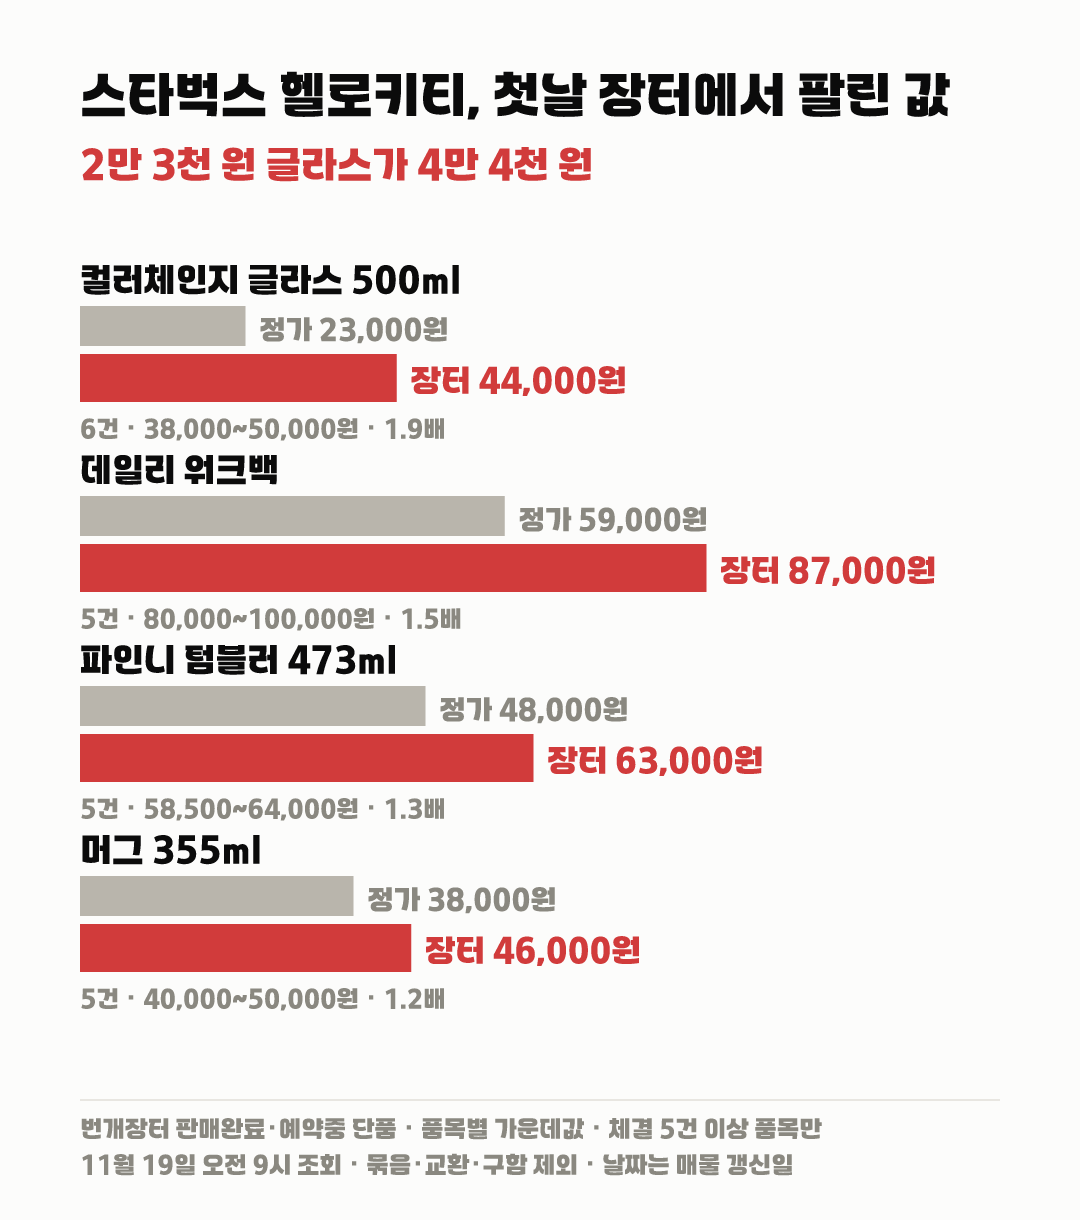 스타벅스 헬로키티, 첫날 장터에서 팔린 값
2만 3천 원 글라스가 4만 4천 원
컬러체인지 글라스 500ml
정가 23,000원
장터 44,000원
6건 · 38,000~50,000원 · 1.9배
데일리 워크백
정가 59,000원
장터 87,000원
5건 · 80,000~100,000원 · 1.5배
파인니 텀블러 473ml
정가 48,000원
장터 63,000원
5건 · 58,500~64,000원 · 1.3배
머그 355ml
정가 38,000원
장터 46,000원
5건 · 40,000~50,000원 · 1.2배
번개장터 판매완료·예약중 단품 · 품목별 가운데값 · 체결 5건 이상 품목만
11월 19일 오전 9시 조회 · 묶음·교환·구함 제외 · 날짜는 매물 갱신일